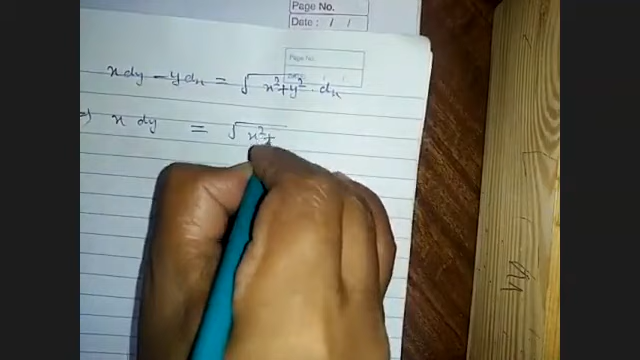 Page No.
Date : / /
Page No.
x dy - y dx = √x²+y² · dx
⇒ x dy = √x²+